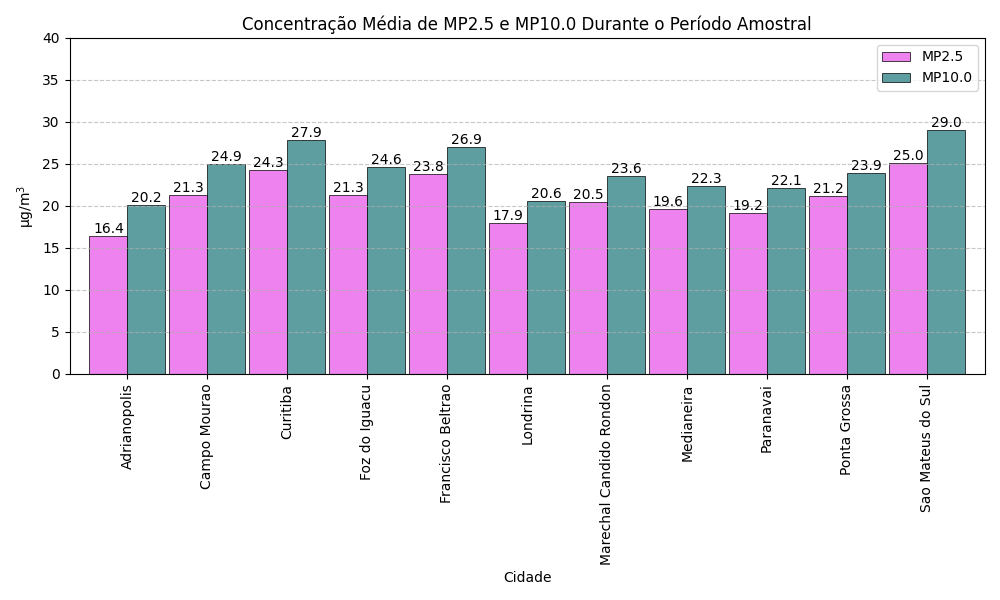 Concentração Média de MP2.5 e MP10.0 Durante o Período Amostral
MP2.5
MP10.0
µg/m³
40
35
30
25
20
15
10
5
0
16.4
20.2
21.3
24.9
24.3
27.9
21.3
24.6
23.8
26.9
17.9
20.6
20.5
23.6
19.6
22.3
19.2
22.1
21.2
23.9
25.0
29.0
Adrianopolis
Campo Mourao
Curitiba
Foz do Iguacu
Francisco Beltrao
Londrina
Marechal Candido Rondon
Medianeira
Paranavai
Ponta Grossa
Sao Mateus do Sul
Cidade